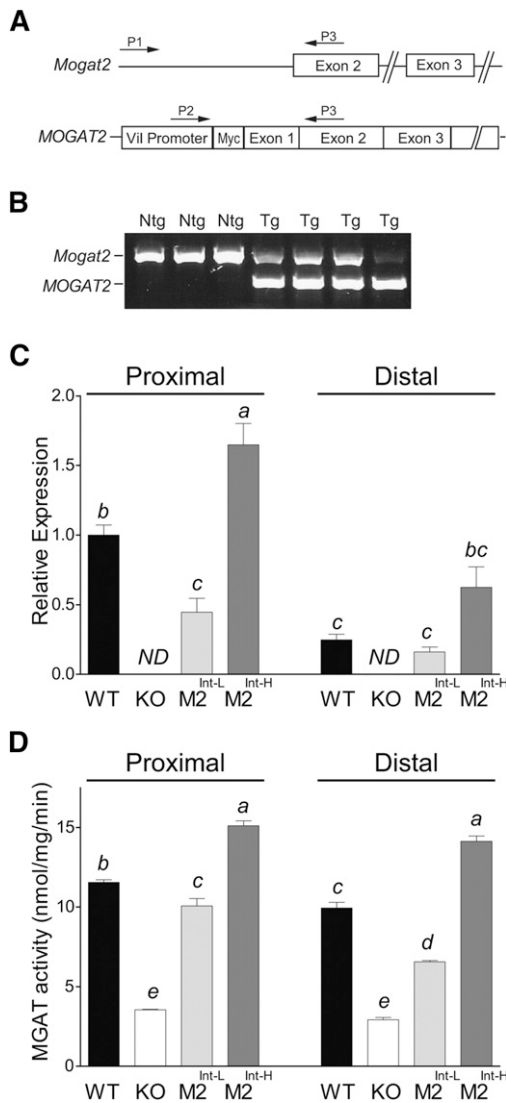 A
P1
P3
Mogat2
Exon 2
Exon 3
P2
P3
MOGAT2
Vil Promoter
Myc
Exon 1
Exon 2
Exon 3
B
Ntg Ntg Ntg Tg Tg Tg Tg
Mogat2
MOGAT2
C
Proximal Distal
Relative Expression
2.0
1.5
1.0
0.5
0.0
b ND c a c ND c bc
WT KO M2 Int-L M2 Int-H WT KO M2 Int-L M2 Int-H
D
Proximal Distal
MGAT activity (nmol/mg/min)
15
10
5
0
b e c a c e d a
WT KO M2 Int-L M2 Int-H WT KO M2 Int-L M2 Int-H